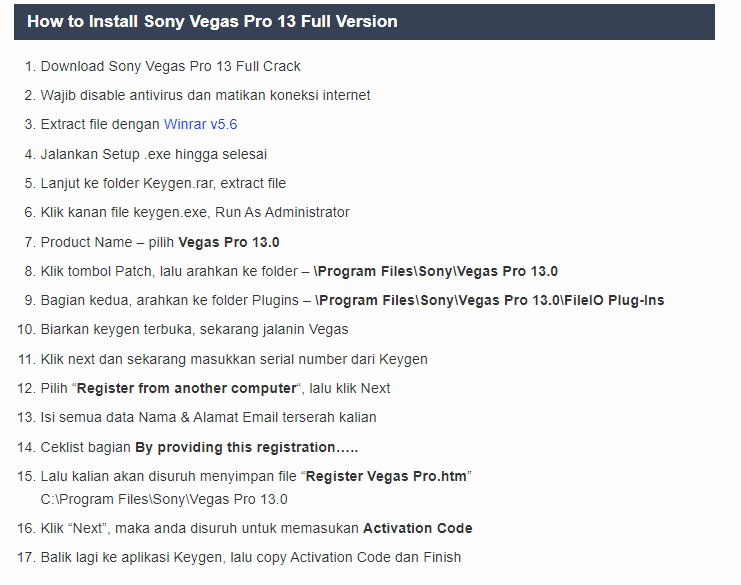 How to Install Sony Vegas Pro 13 Full Version
1. Download Sony Vegas Pro 13 Full Crack
2. Wajib disable antivirus dan matikan koneksi internet
3. Extract file dengan Winrar v5.6
4. Jalankan Setup .exe hingga selesai
5. Lanjut ke folder Keygen.rar, extract file
6. Klik kanan file keygen.exe, Run As Administrator
7. Product Name – pilih Vegas Pro 13.0
8. Klik tombol Patch, lalu arahkan ke folder – \Program Files\Sony\Vegas Pro 13.0
9. Bagian kedua, arahkan ke folder Plugins – \Program Files\Sony\Vegas Pro 13.0\FileIO Plug-Ins
10. Biarkan keygen terbuka, sekarang jalanin Vegas
11. Klik next dan sekarang masukkan serial number dari Keygen
12. Pilih “Register from another computer“, lalu klik Next
13. Isi semua data Nama & Alamat Email terserah kalian
14. Ceklist bagian By providing this registration…..
15. Lalu kalian akan disuruh menyimpan file “Register Vegas Pro.htm”
C:\Program Files\Sony\Vegas Pro 13.0
16. Klik “Next”, maka anda disuruh untuk memasukan Activation Code
17. Balik lagi ke aplikasi Keygen, lalu copy Activation Code dan Finish